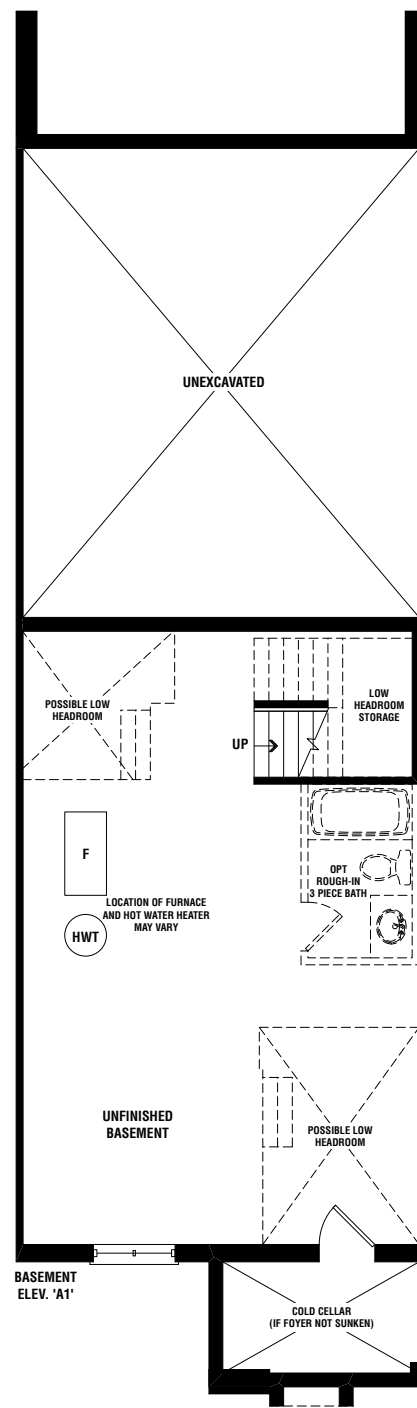 UNEXCAVATED
POSSIBLE LOW
HEADROOM
LOW
HEADROOM
STORAGE
UP
F
OPT
ROUGH-IN
3 PIECE BATH
LOCATION OF FURNACE
AND HOT WATER HEATER
MAY VARY
HWT
UNFINISHED
BASEMENT
POSSIBLE LOW
HEADROOM
BASEMENT
ELEV. 'A1'
COLD CELLAR
(IF FOYER NOT SUNKEN)